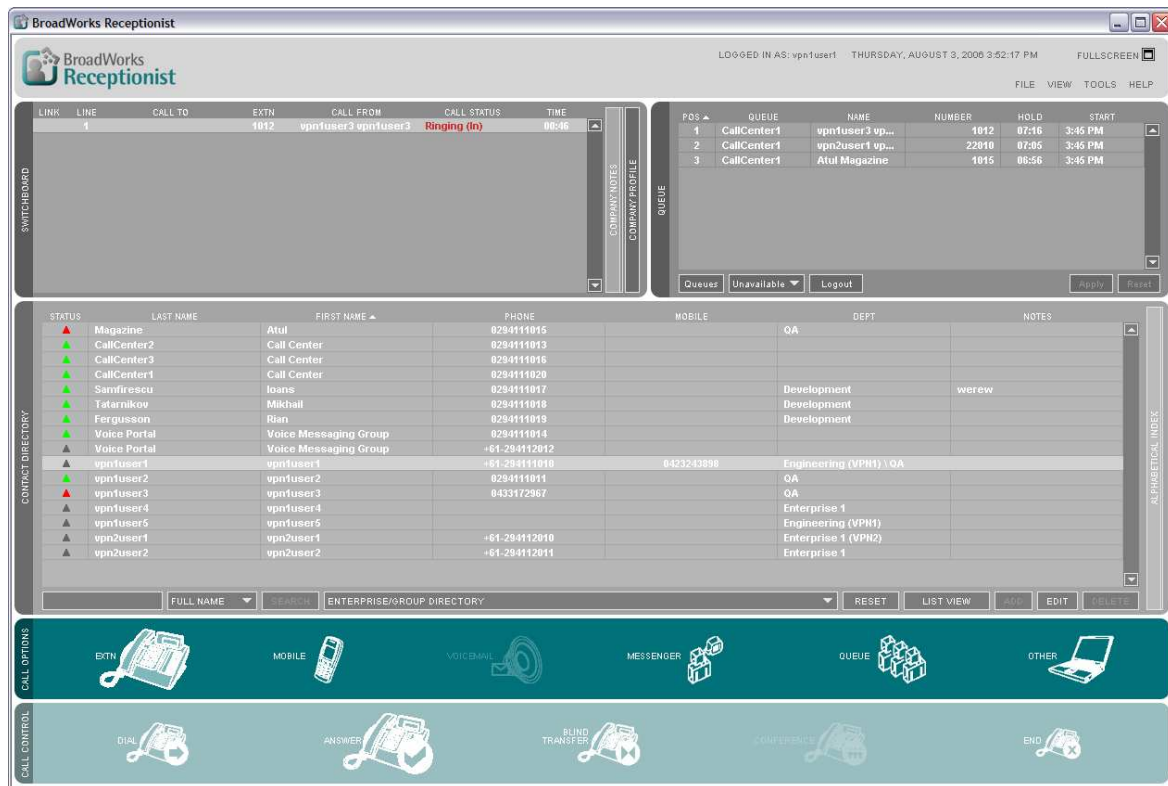 BroadWorks Receptionist
BroadWorks
Receptionist
LOGGED IN AS: vpn1user1 THURSDAY, AUGUST 3, 2006 3:52:17 PM FULLSCREEN
FILE VIEW TOOLS HELP
SWITCHBOARD
LINK LINE CALL TO EXTN CALL FROM CALL STATUS TIME
1 1012 vpn1user3 vpn1user3 Ringing (In) 00:46
COMPANY NOTES
COMPANY PROFILE
QUEUE
POS QUEUE NAME NUMBER HOLD START
1 CallCenter1 vpn1user3 vp... 1012 07:16 3:45 PM
2 CallCenter1 vpn2user1 vp... 22010 07:05 3:45 PM
3 CallCenter1 Atul Magazine 1015 06:56 3:45 PM
Queues Unavailable Logout Apply Reset
CONTACT DIRECTORY
STATUS LAST NAME FIRST NAME PHONE MOBILE DEPT NOTES
Magazine Atul 0294111015 QA
CallCenter2 Call Center 0294111013
CallCenter3 Call Center 0294111016
CallCenter1 Call Center 0294111020
Samfirescu Ioans 0294111017 Development werew
Tatarnikov Mikhail 0294111018 Development
Fergusson Rian 0294111019 Development
Voice Portal Voice Messaging Group 0294111014
Voice Portal Voice Messaging Group +61-294112012
vpn1user1 vpn1user1 +61-294111010 0423243898 Engineering (VPN1) \ QA
vpn1user2 vpn1user2 0294111011 QA
vpn1user3 vpn1user3 0433172967 QA
vpn1user4 vpn1user4 Enterprise 1
vpn1user5 vpn1user5 Engineering (VPN1)
vpn2user1 vpn2user1 +61-294112010 Enterprise 1 (VPN2)
vpn2user2 vpn2user2 +61-294112011 Enterprise 1
ALPHABETICAL INDEX
FULL NAME SEARCH ENTERPRISE/GROUP DIRECTORY RESET LIST VIEW ADD EDIT DELETE
CALL OPTIONS
EXTN MOBILE VOICEMAIL MESSENGER QUEUE OTHER
CALL CONTROL
DIAL ANSWER BLIND TRANSFER CONFERENCE END